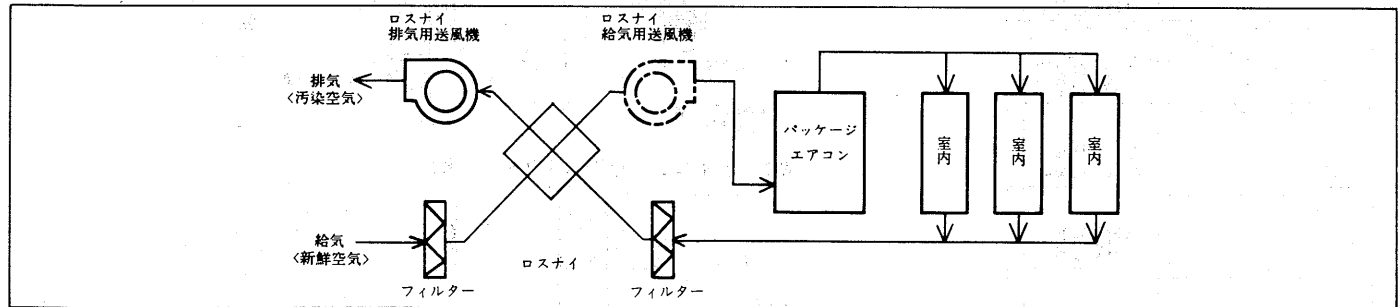 ロスナイ
排気用送風機
ロスナイ
給気用送風機
排気
〈汚染空気〉
パッケージ
エアコン
室内
室内
室内
給気
〈新鮮空気〉
ロスナイ
フィルター
フィルター